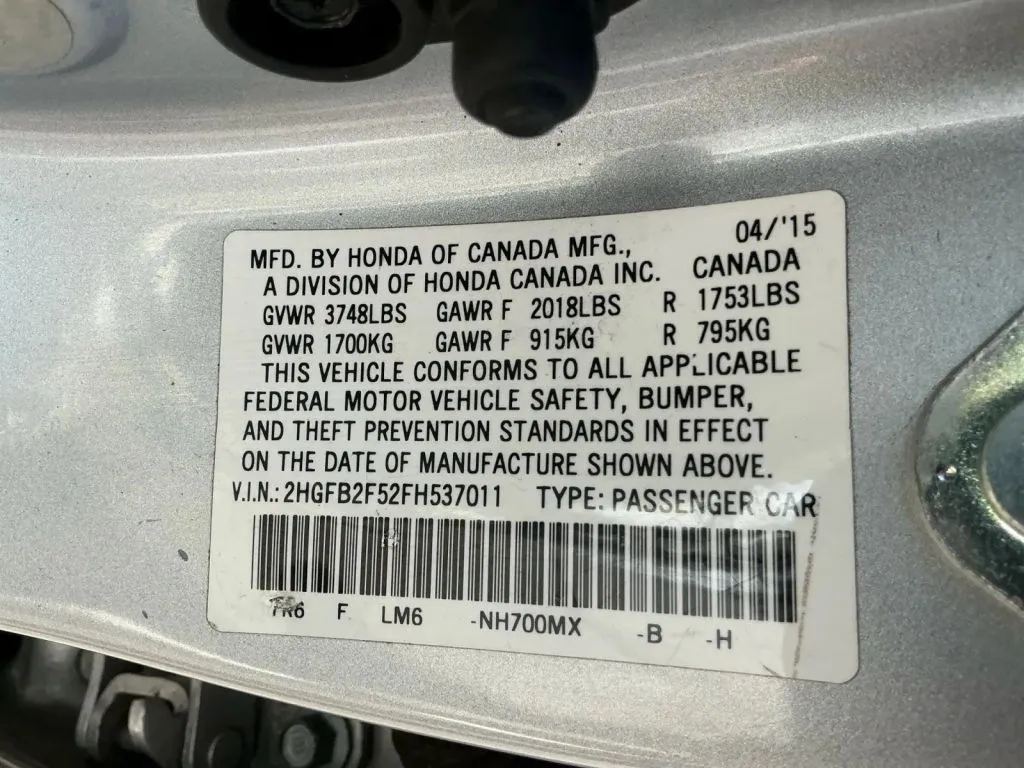 04/'15
MFD. BY HONDA OF CANADA MFG.,
A DIVISION OF HONDA CANADA INC. CANADA
GVWR 3748LBS GAWR F 2018LBS R 1753LBS
GVWR 1700KG GAWR F 915KG R 795KG
THIS VEHICLE CONFORMS TO ALL APPLICABLE
FEDERAL MOTOR VEHICLE SAFETY, BUMPER,
AND THEFT PREVENTION STANDARDS IN EFFECT
ON THE DATE OF MANUFACTURE SHOWN ABOVE.
V.I.N.: 2HGFB2F52FH537011 TYPE: PASSENGER CAR
F LM6 -NH700MX -B -H